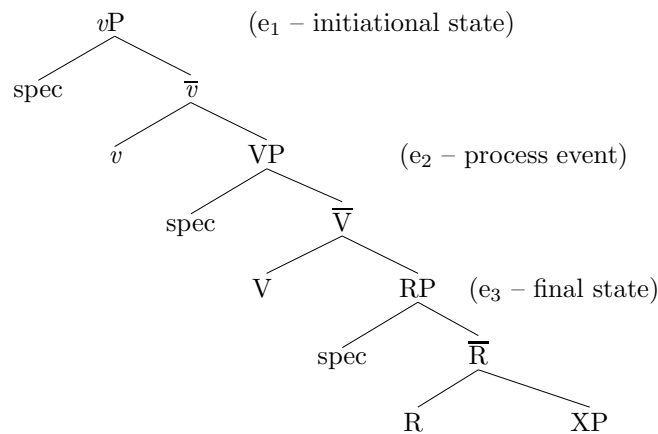 vP (e₁ – initiational state)
spec v̅
v VP (e₂ – process event)
spec V̅
V RP (e₃ – final state)
spec R̅
R XP